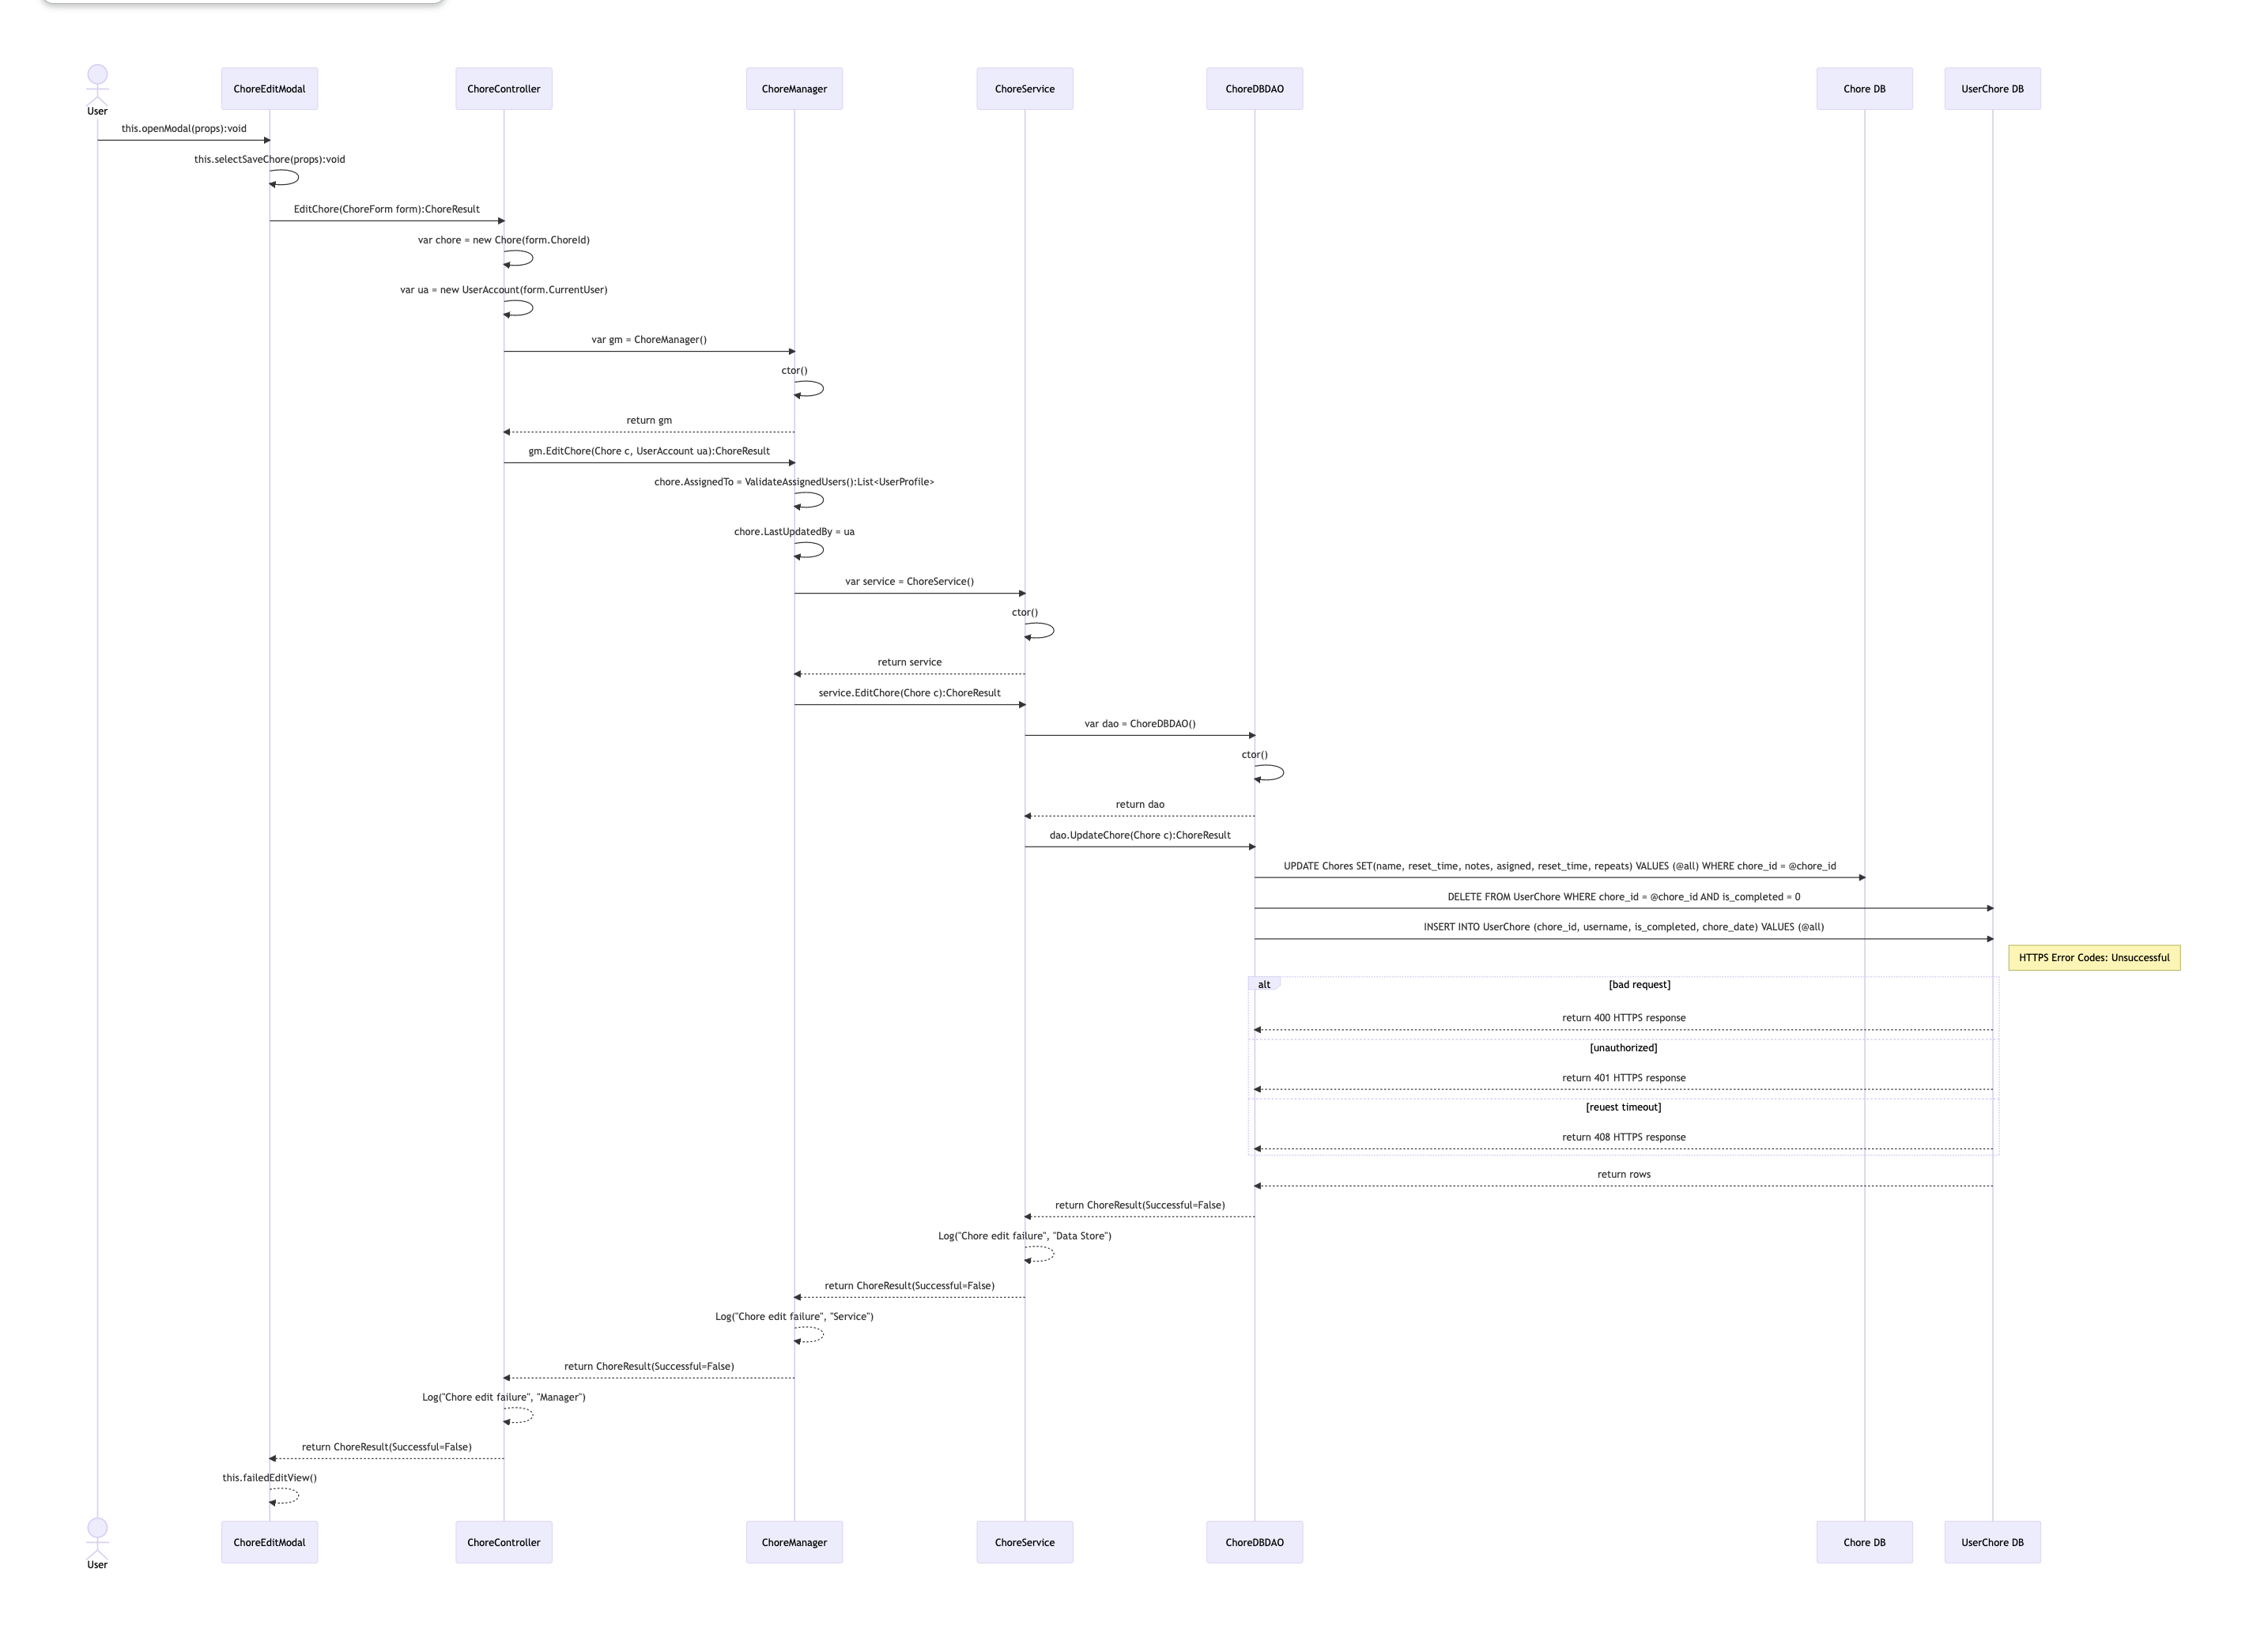 User
ChoreEditModal
ChoreController
ChoreManager
ChoreService
ChoreDBDAO
Chore DB
UserChore DB
this.openModal(props):void
this.selectSaveChore(props):void
EditChore(ChoreForm form):ChoreResult
var chore = new Chore(form.ChoreId)
var ua = new UserAccount(form.CurrentUser)
var gm = ChoreManager()
ctor()
return gm
gm.EditChore(Chore c, UserAccount ua):ChoreResult
chore.AssignedTo = ValidateAssignedUsers():List<UserProfile>
chore.LastUpdatedBy = ua
var service = ChoreService()
ctor()
return service
service.EditChore(Chore c):ChoreResult
var dao = ChoreDBDAO()
ctor()
return dao
dao.UpdateChore(Chore c):ChoreResult
UPDATE Chores SET(name, reset_time, notes, asigned, reset_time, repeats) VALUES (@all) WHERE chore_id = @chore_id
DELETE FROM UserChore WHERE chore_id = @chore_id AND is_completed = 0
INSERT INTO UserChore (chore_id, username, is_completed, chore_date) VALUES (@all)
HTTPS Error Codes: Unsuccessful
alt
[bad request]
return 400 HTTPS response
[unauthorized]
return 401 HTTPS response
[reuest timeout]
return 408 HTTPS response
return rows
return ChoreResult(Successful=False)
Log("Chore edit failure", "Data Store")
return ChoreResult(Successful=False)
Log("Chore edit failure", "Service")
return ChoreResult(Successful=False)
Log("Chore edit failure", "Manager")
return ChoreResult(Successful=False)
this.failedEditView()
User
ChoreEditModal
ChoreController
ChoreManager
ChoreService
ChoreDBDAO
Chore DB
UserChore DB